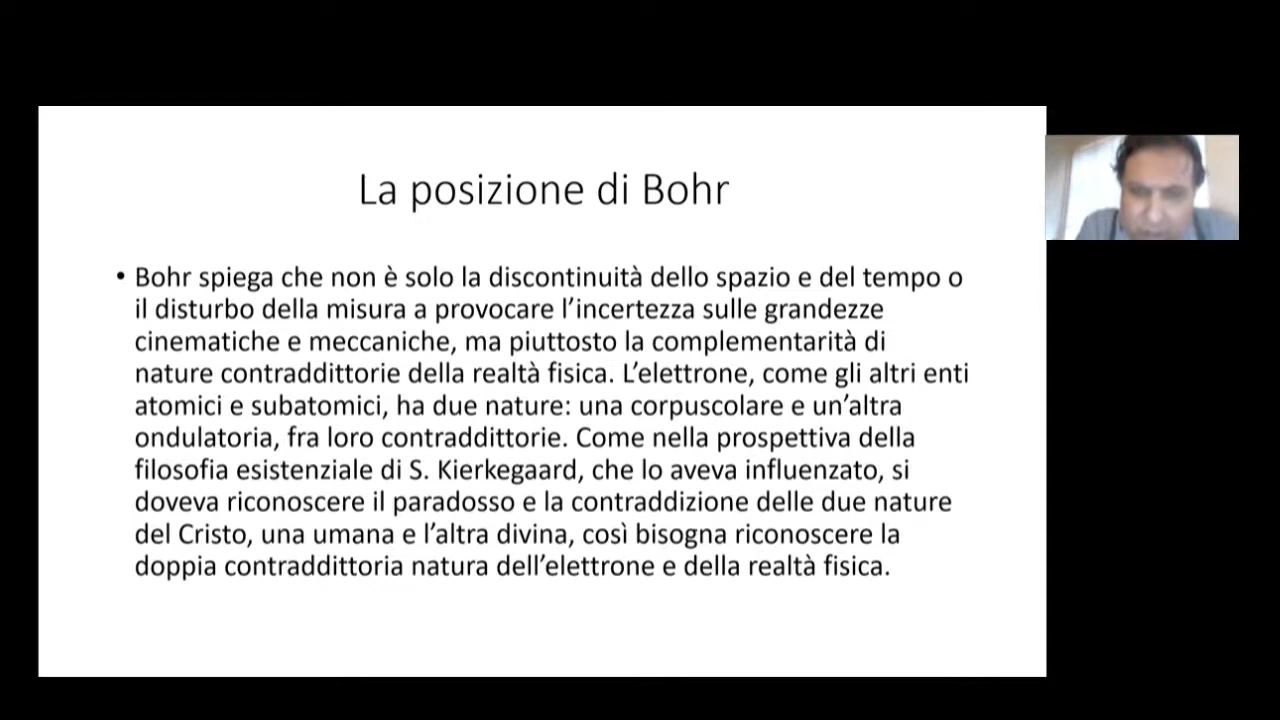 La posizione di Bohr
• Bohr spiega che non è solo la discontinuità dello spazio e del tempo o
il disturbo della misura a provocare l’incertezza sulle grandezze
cinematiche e meccaniche, ma piuttosto la complementarità di
nature contraddittorie della realtà fisica. L’elettrone, come gli altri enti
atomici e subatomici, ha due nature: una corpuscolare e un’altra
ondulatoria, fra loro contraddittorie. Come nella prospettiva della
filosofia esistenziale di S. Kierkegaard, che lo aveva influenzato, si
doveva riconoscere il paradosso e la contraddizione delle due nature
del Cristo, una umana e l’altra divina, così bisogna riconoscere la
doppia contraddittoria natura dell’elettrone e della realtà fisica.